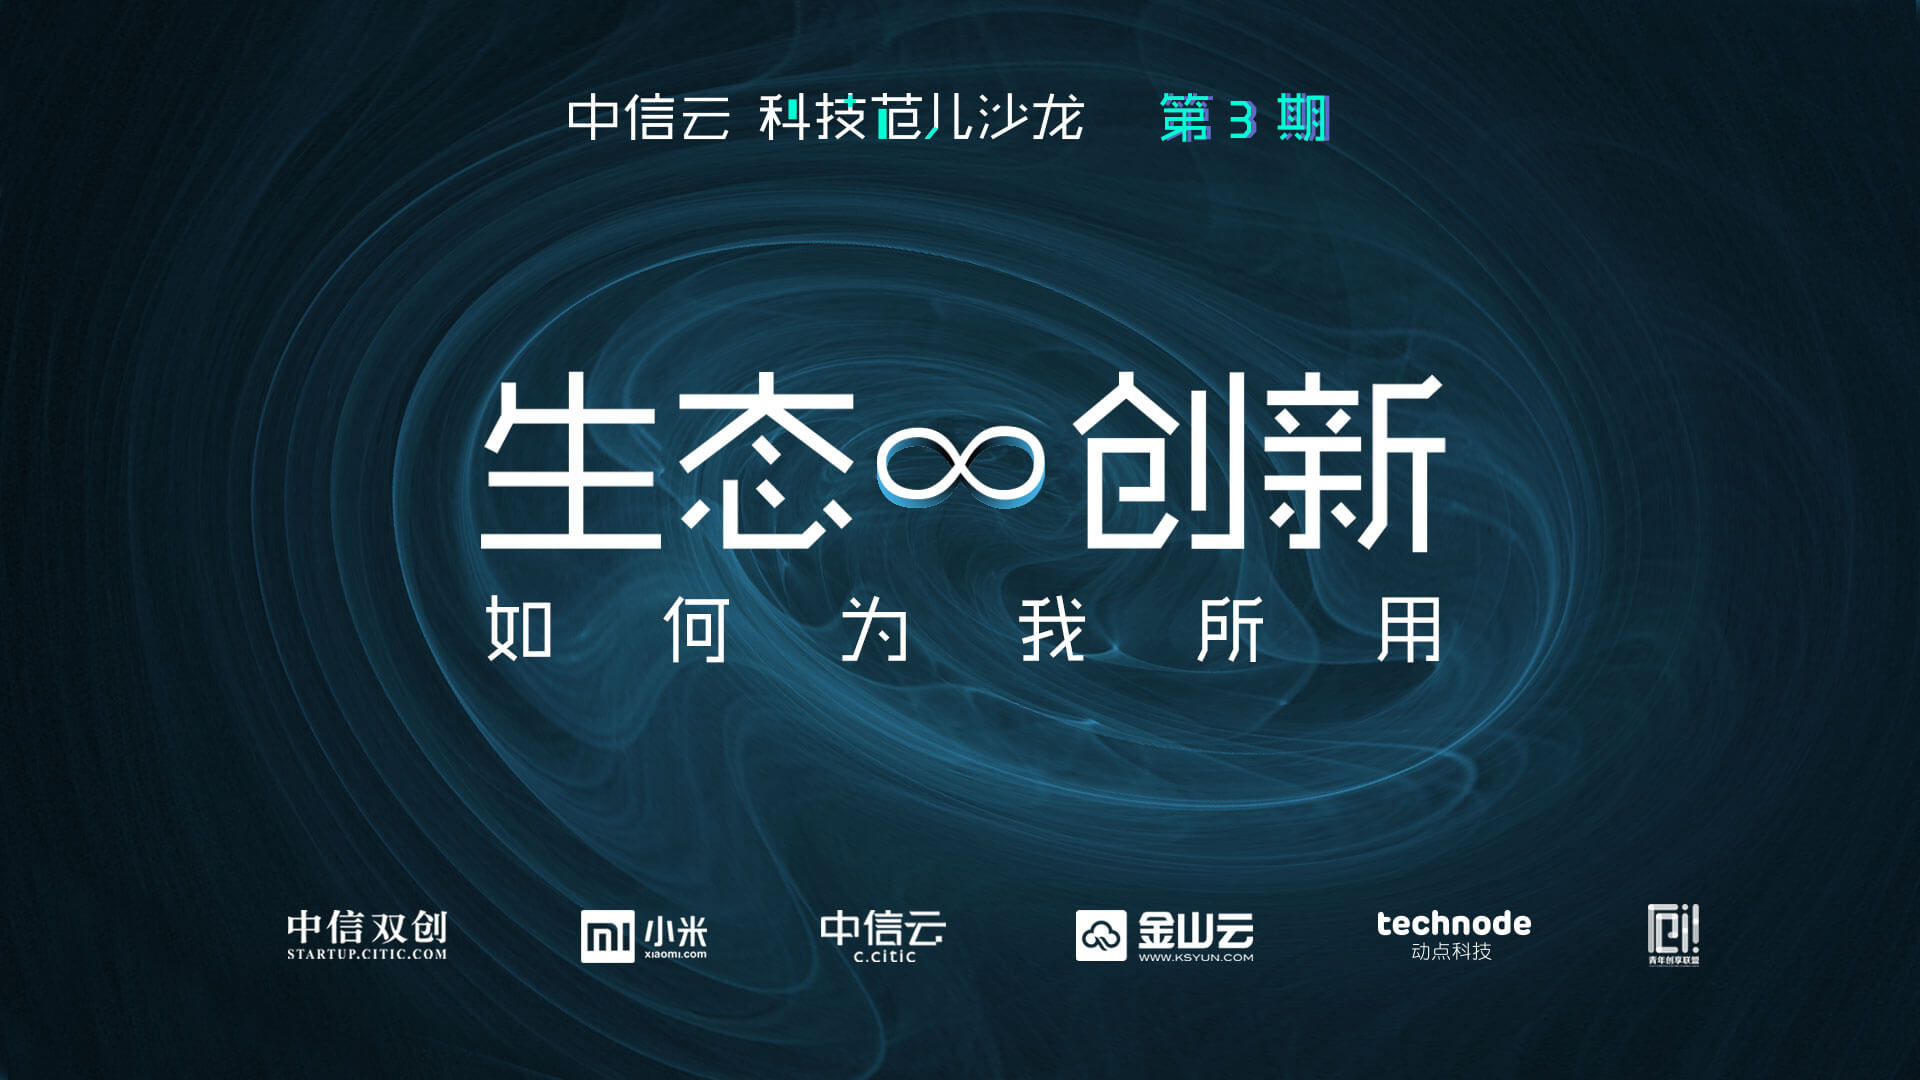 中信云 科技范儿沙龙 第3期
生态∞创新
如何为我所用
中信双创
STARTUP.CITIC.COM
mi 小米
xiaomi.com
中信云
c.citic
金山云
WWW.KSYUN.COM
technode
动点科技
青年创享联盟